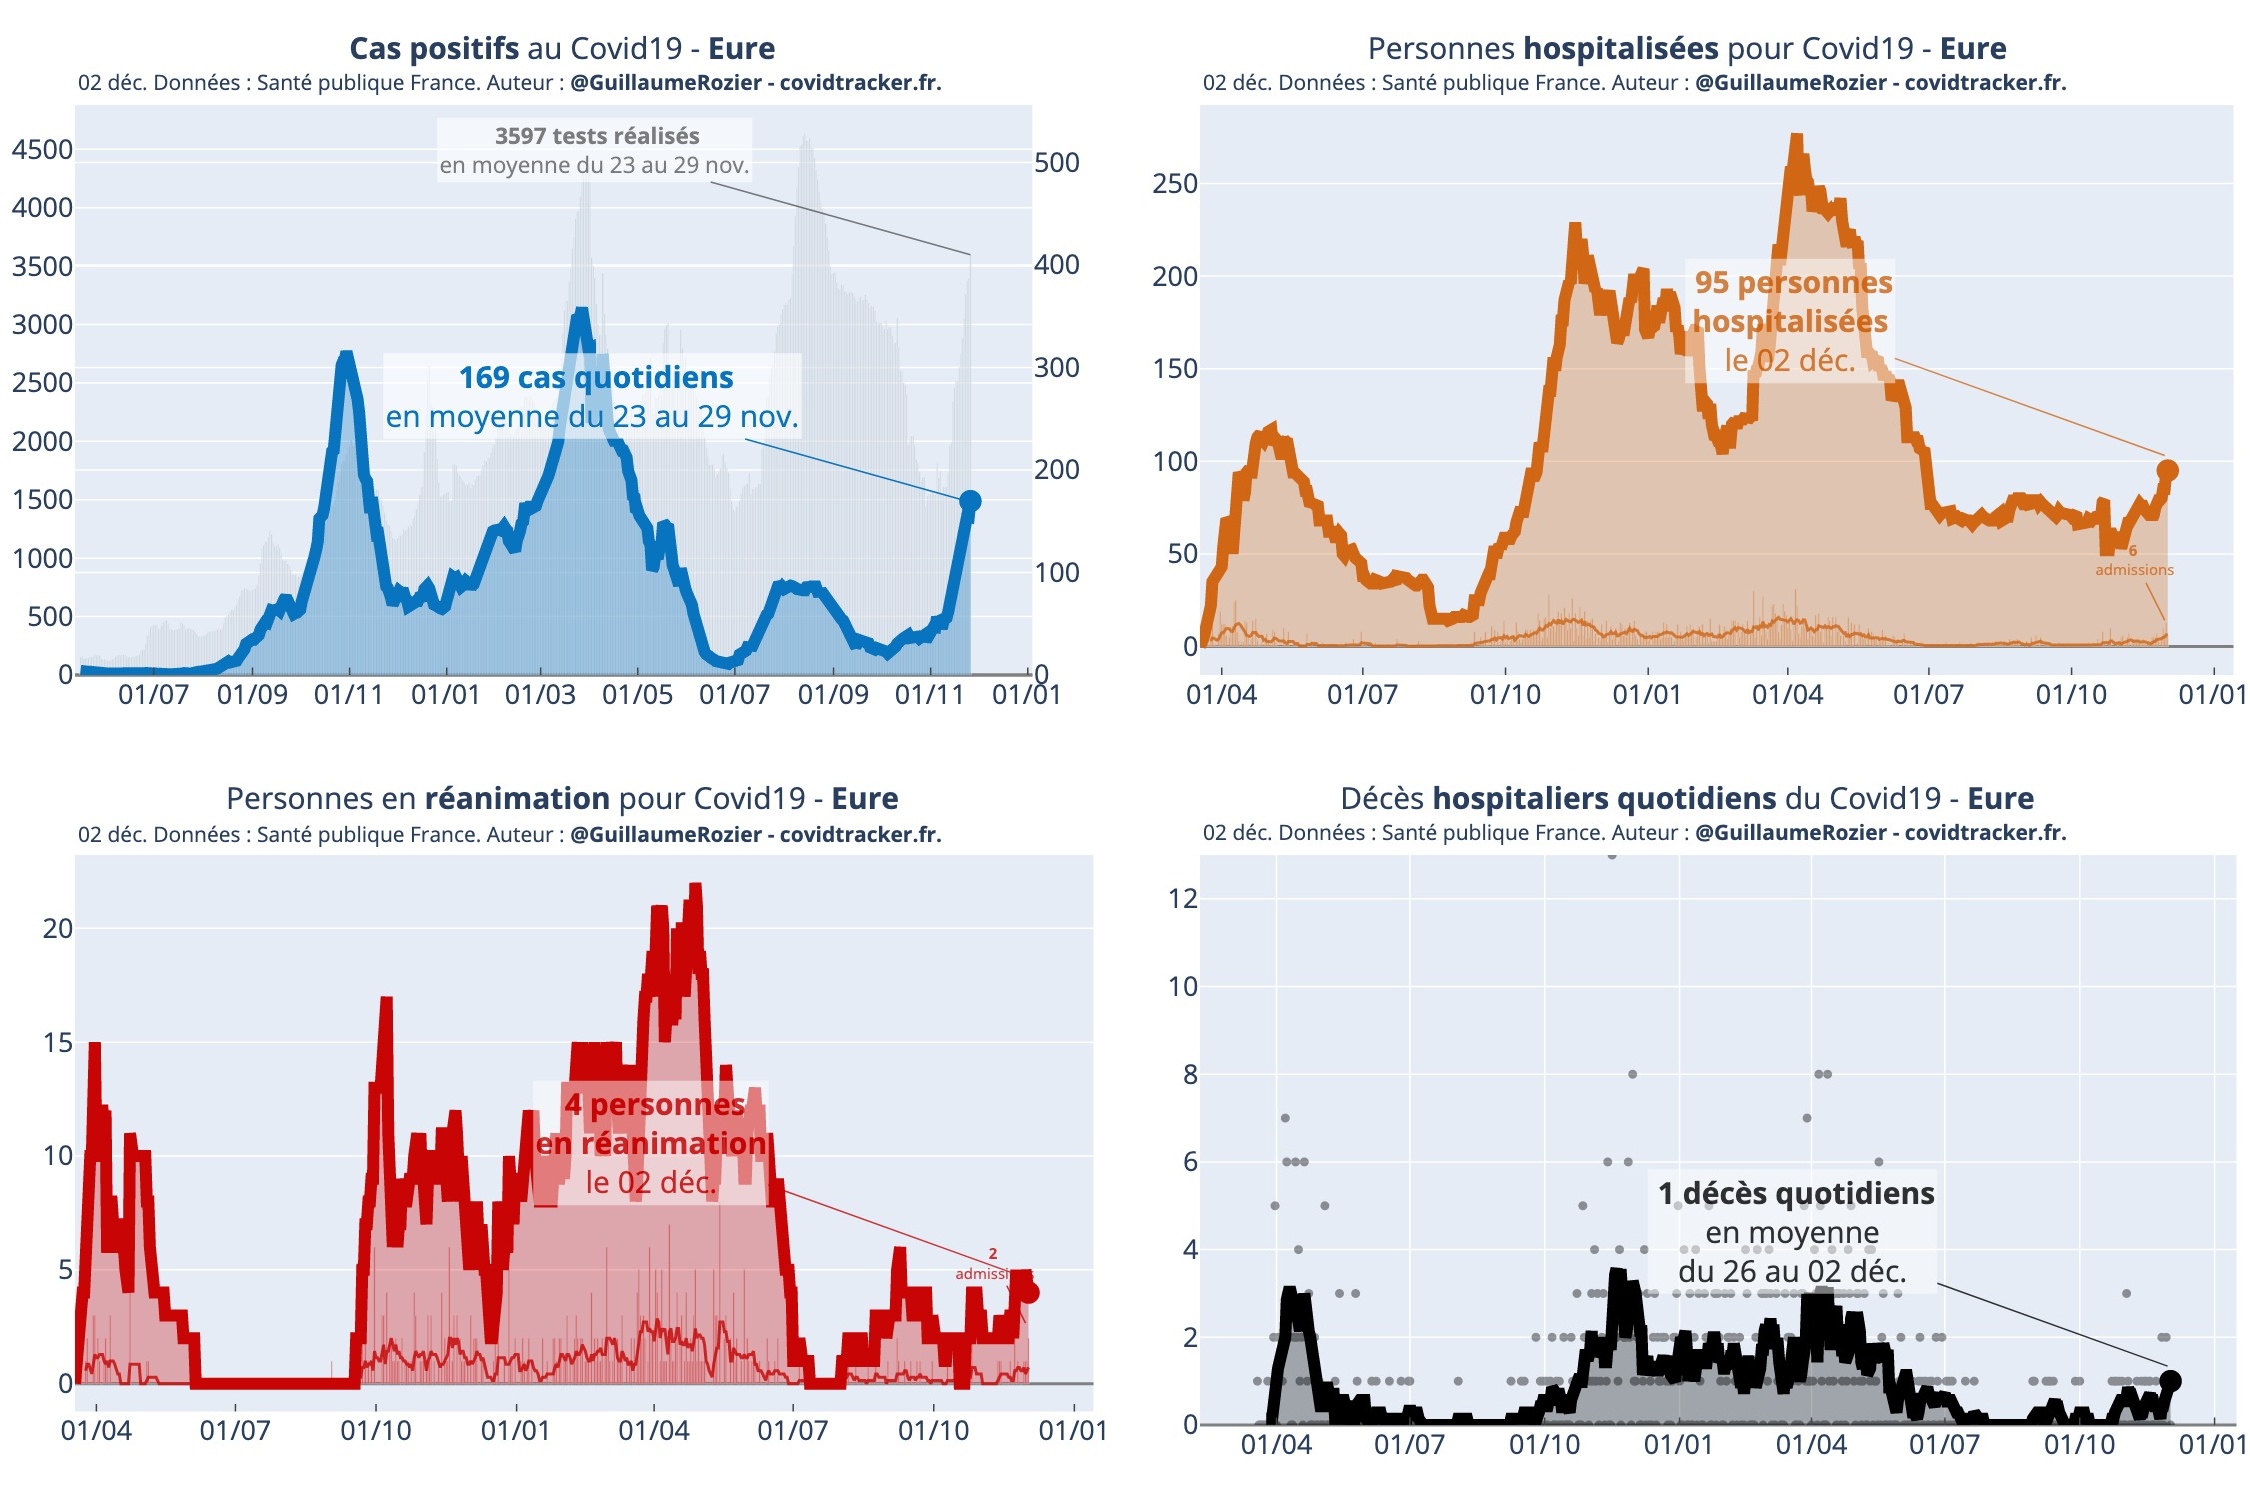 Cas positifs au Covid19 - Eure
02 déc. Données : Santé publique France. Auteur : @GuillaumeRozier - covidtracker.fr.
3597 tests réalisés
en moyenne du 23 au 29 nov.
169 cas quotidiens
en moyenne du 23 au 29 nov.
4500
4000
3500
3000
2500
2000
1500
1000
500
0
500
400
300
200
100
0
01/07 01/09 01/11 01/01 01/03 01/05 01/07 01/09 01/11 01/01
Personnes hospitalisées pour Covid19 - Eure
02 déc. Données : Santé publique France. Auteur : @GuillaumeRozier - covidtracker.fr.
95 personnes
hospitalisées
le 02 déc.
6
admissions
250
200
150
100
50
0
01/04 01/07 01/10 01/01 01/04 01/07 01/10 01/01
Personnes en réanimation pour Covid19 - Eure
02 déc. Données : Santé publique France. Auteur : @GuillaumeRozier - covidtracker.fr.
4 personnes
en réanimation
le 02 déc.
2
admissions
20
15
10
5
0
01/04 01/07 01/10 01/01 01/04 01/07 01/10 01/01
Décès hospitaliers quotidiens du Covid19 - Eure
02 déc. Données : Santé publique France. Auteur : @GuillaumeRozier - covidtracker.fr.
1 décès quotidiens
en moyenne
du 26 au 02 déc.
12
10
8
6
4
2
0
01/04 01/07 01/10 01/01 01/04 01/07 01/10 01/01